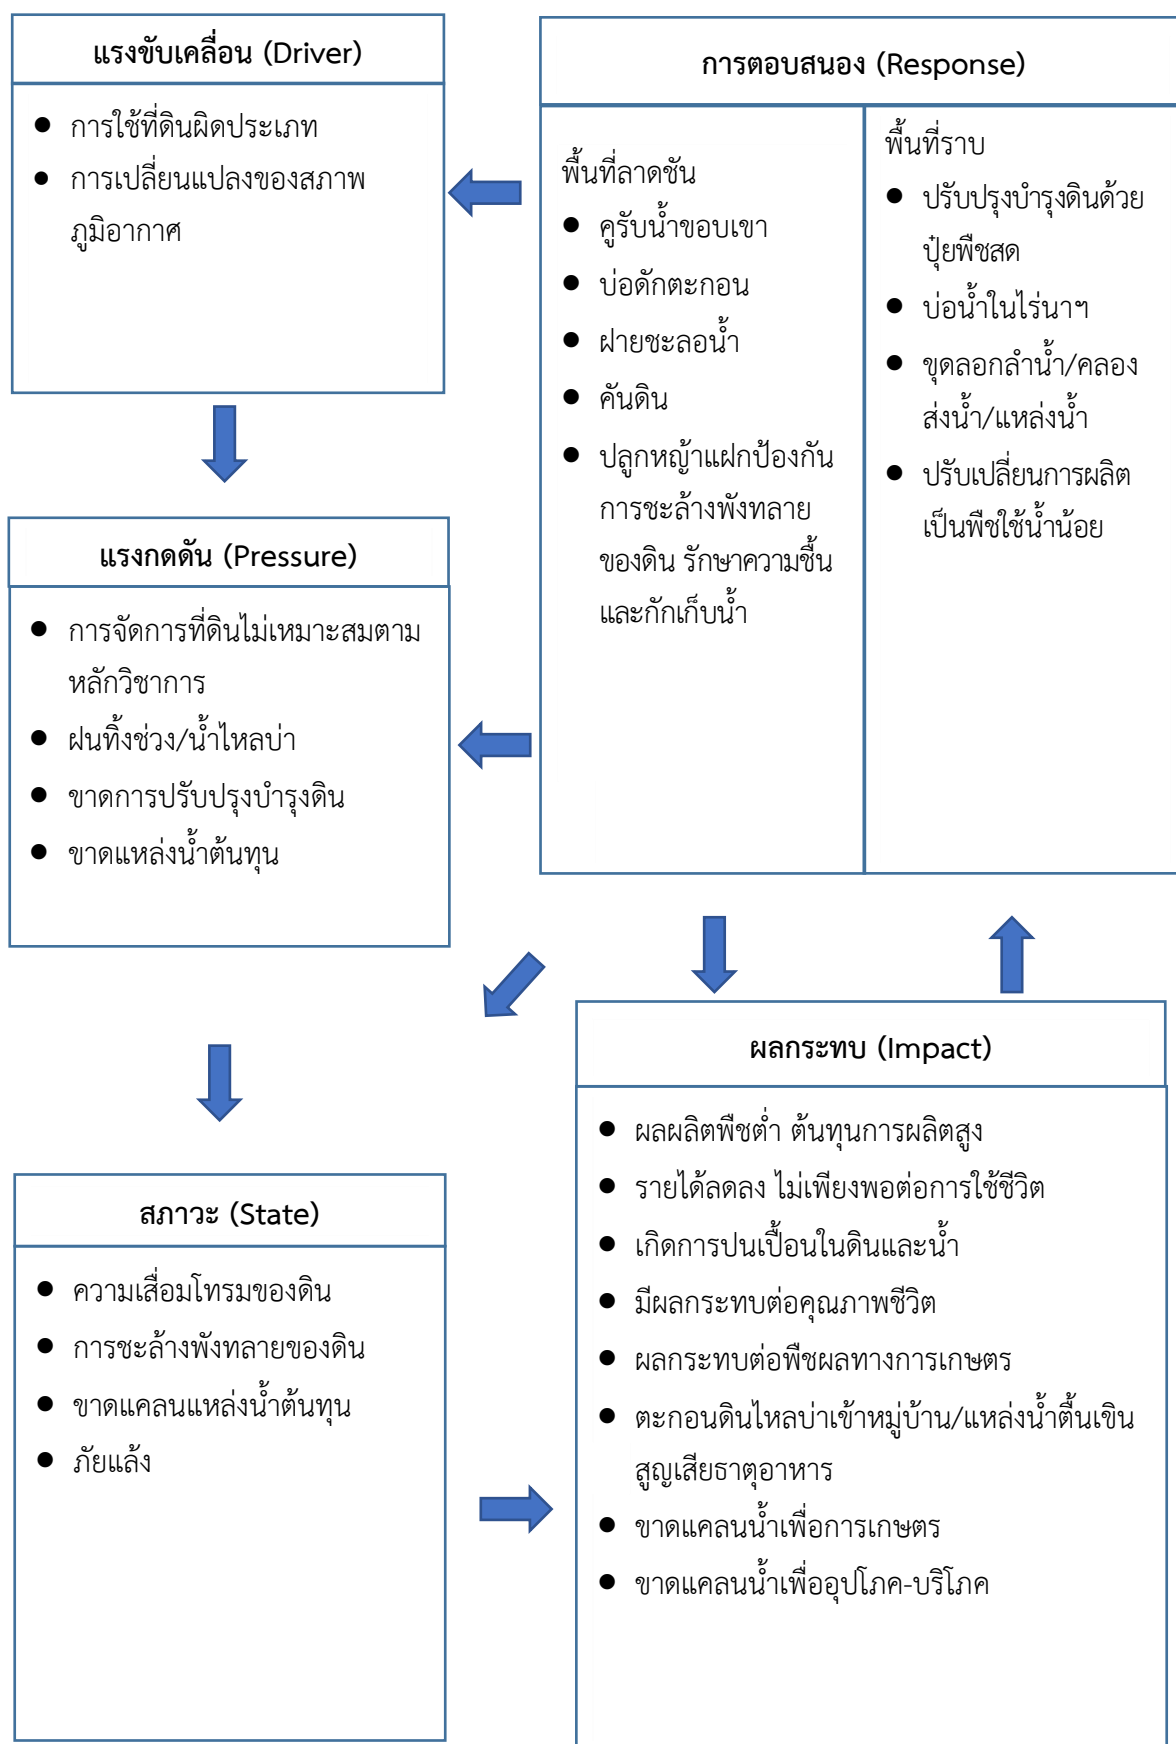 แรงขับเคลื่อน (Driver)
● การใช้ที่ดินผิดประเภท
● การเปลี่ยนแปลงของสภาพ
ภูมิอากาศ
การตอบสนอง (Response)
พื้นที่ลาดชัน
● คูรับน้ำขอบเขา
● บ่อดักตะกอน
● ฝายชะลอน้ำ
● คันดิน
● ปลูกหญ้าแฝกป้องกัน
การชะล้างพังทลาย
ของดิน รักษาความชื้น
และกักเก็บน้ำ
พื้นที่ราบ
● ปรับปรุงบำรุงดินด้วย
ปุ๋ยพืชสด
● บ่อน้ำในไร่นาฯ
● ขุดลอกลำน้ำ/คลอง
ส่งน้ำ/แหล่งน้ำ
● ปรับเปลี่ยนการผลิต
เป็นพืชใช้น้ำน้อย
แรงกดดัน (Pressure)
● การจัดการที่ดินไม่เหมาะสมตาม
หลักวิชาการ
● ฝนทิ้งช่วง/น้ำไหลบ่า
● ขาดการปรับปรุงบำรุงดิน
● ขาดแหล่งน้ำต้นทุน
สภาวะ (State)
● ความเสื่อมโทรมของดิน
● การชะล้างพังทลายของดิน
● ขาดแคลนแหล่งน้ำต้นทุน
● ภัยแล้ง
ผลกระทบ (Impact)
● ผลผลิตพืชต่ำ ต้นทุนการผลิตสูง
● รายได้ลดลง ไม่เพียงพอต่อการใช้ชีวิต
● เกิดการปนเปื้อนในดินและน้ำ
● มีผลกระทบต่อคุณภาพชีวิต
● ผลกระทบต่อพืชผลทางการเกษตร
● ตะกอนดินไหลบ่าเข้าหมู่บ้าน/แหล่งน้ำตื้นเขิน
สูญเสียธาตุอาหาร
● ขาดแคลนน้ำเพื่อการเกษตร
● ขาดแคลนน้ำเพื่ออุปโภค-บริโภค